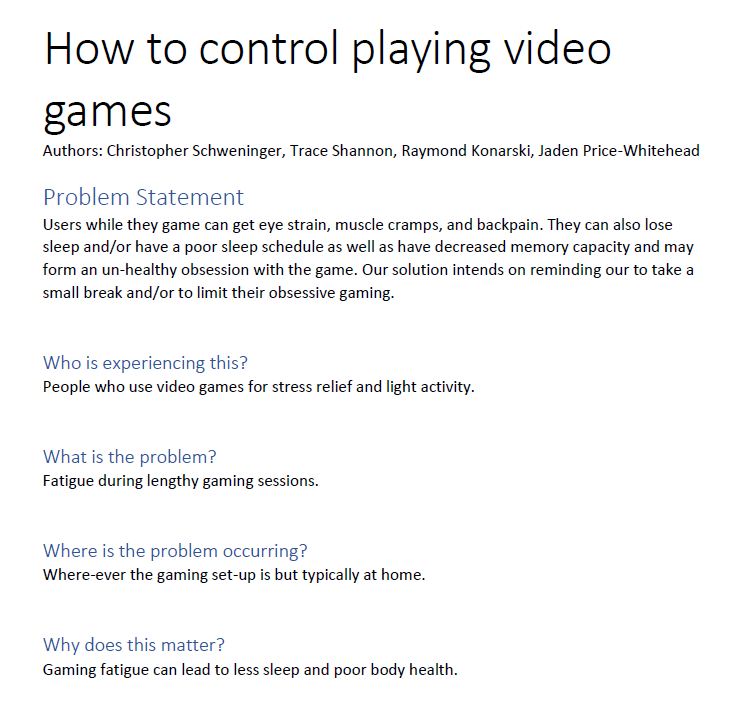 How to control playing video
games
Authors: Christopher Schweninger, Trace Shannon, Raymond Konarski, Jaden Price-Whitehead
Problem Statement
Users while they game can get eye strain, muscle cramps, and backpain. They can also lose
sleep and/or have a poor sleep schedule as well as have decreased memory capacity and may
form an un-healthy obsession with the game. Our solution intends on reminding our to take a
small break and/or to limit their obsessive gaming.
Who is experiencing this?
People who use video games for stress relief and light activity.
What is the problem?
Fatigue during lengthy gaming sessions.
Where is the problem occurring?
Where-ever the gaming set-up is but typically at home.
Why does this matter?
Gaming fatigue can lead to less sleep and poor body health.